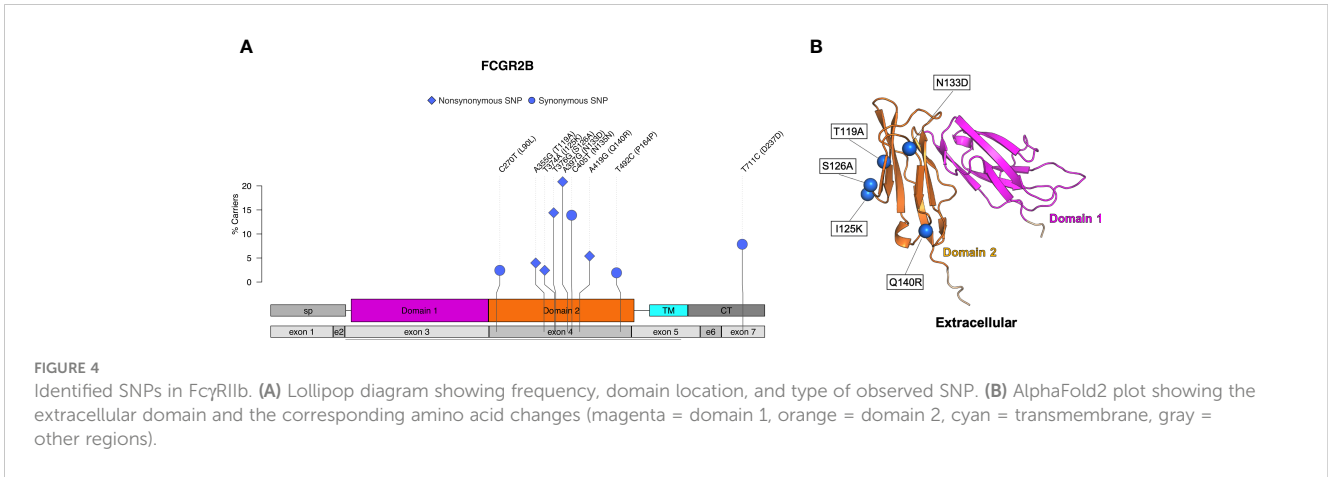 A
B
FCGR2B
Nonsynonymous SNP
Synonymous SNP
C270T (L90L)
A355G (T119A)
T374A (I125K)
T376G (S126A)
A397G (N133D)
C405T (N135N)
A419G (Q140R)
T492C (P164P)
T711C (D237D)
% Carriers
20
15
10
5
0
sp
Domain 1
Domain 2
TM
CT
exon 1
e2
exon 3
exon 4
exon 5
e6
exon 7
N133D
T119A
S126A
I125K
Q140R
Domain 1
Domain 2
Extracellular
FIGURE 4
Identified SNPs in FcγRIIb. (A) Lollipop diagram showing frequency, domain location, and type of observed SNP. (B) AlphaFold2 plot showing the
extracellular domain and the corresponding amino acid changes (magenta = domain 1, orange = domain 2, cyan = transmembrane, gray =
other regions).